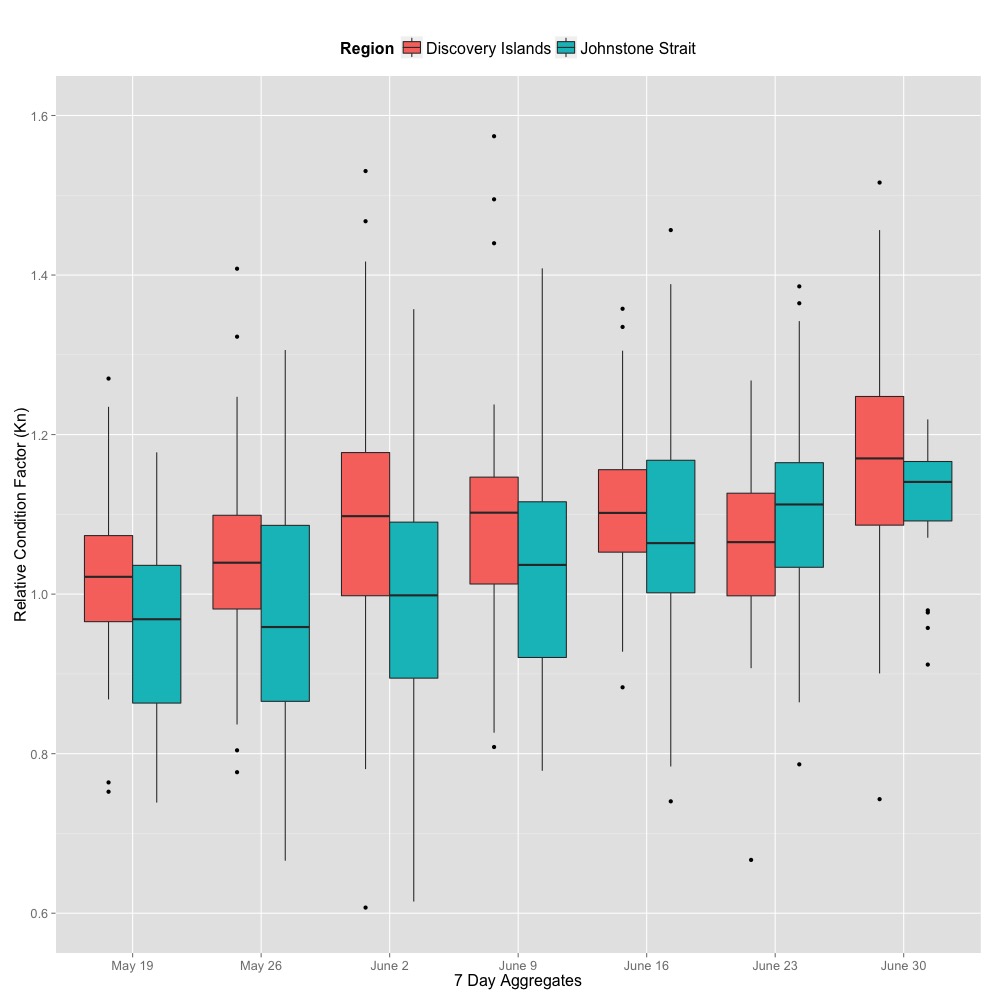 Region Discovery Islands Johnstone Strait
Relative Condition Factor (Kn)
1.6
1.4
1.2
1.0
0.8
0.6
May 19 May 26 June 2 June 9 June 16 June 23 June 30
7 Day Aggregates